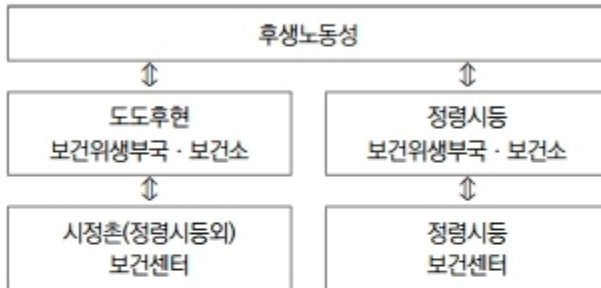 후생노동성
⇕ ⇕
도도후현
보건위생부국 · 보건소
정령시등
보건위생부국 · 보건소
⇕ ⇕
시정촌(정령시등외)
보건센터
정령시등
보건센터